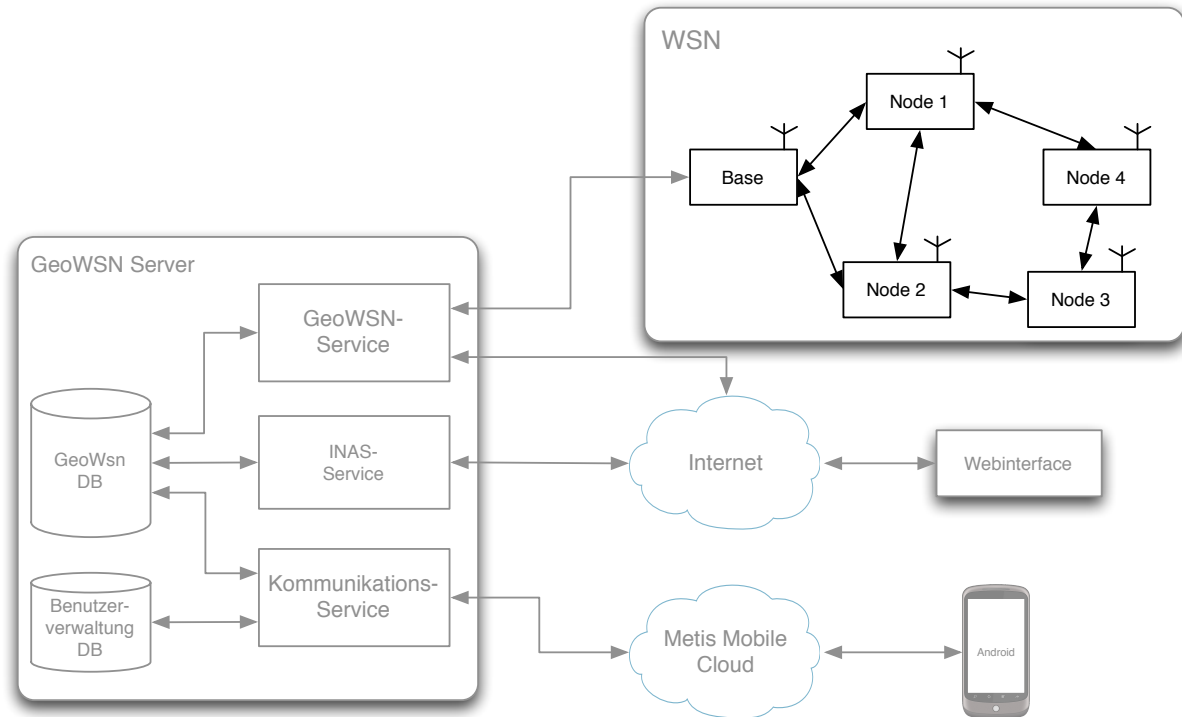 WSN
Node 1
Base
Node 4
Node 2
Node 3
GeoWSN Server
GeoWSN-
Service
GeoWsn
DB
INAS-
Service
Internet
Webinterface
Kommunikations-
Service
Benutzer-
verwaltung
DB
Metis Mobile
Cloud
Android